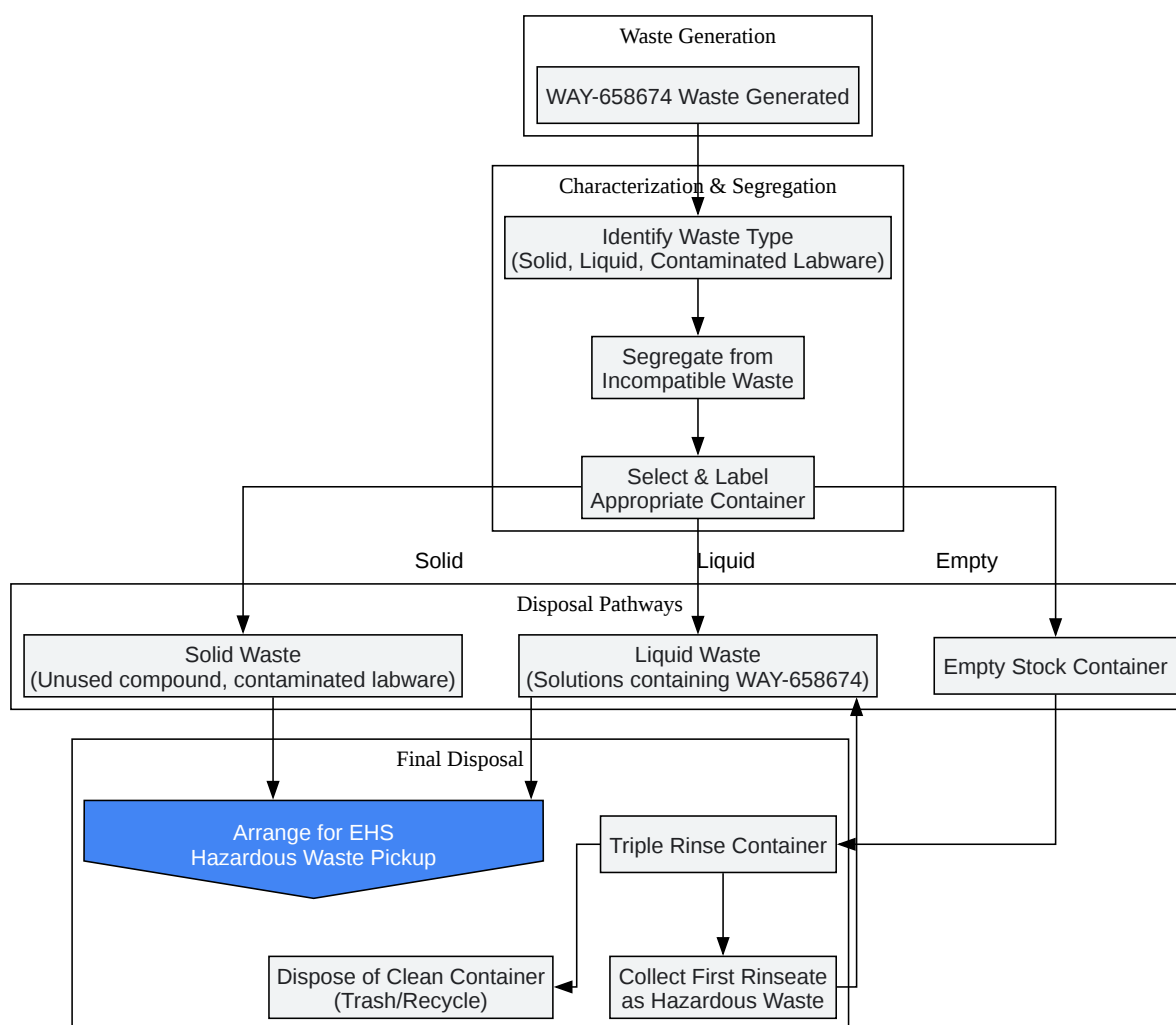 Waste Generation
WAY-658674 Waste Generated
Characterization & Segregation
Identify Waste Type
(Solid, Liquid, Contaminated Labware)
Segregate from
Incompatible Waste
Select & Label
Appropriate Container
Solid
Liquid
Empty
Disposal Pathways
Solid Waste
(Unused compound, contaminated labware)
Liquid Waste
(Solutions containing WAY-658674)
Empty Stock Container
Final Disposal
Arrange for EHS
Hazardous Waste Pickup
Triple Rinse Container
Dispose of Clean Container
(Trash/Recycle)
Collect First Rinseate
as Hazardous Waste